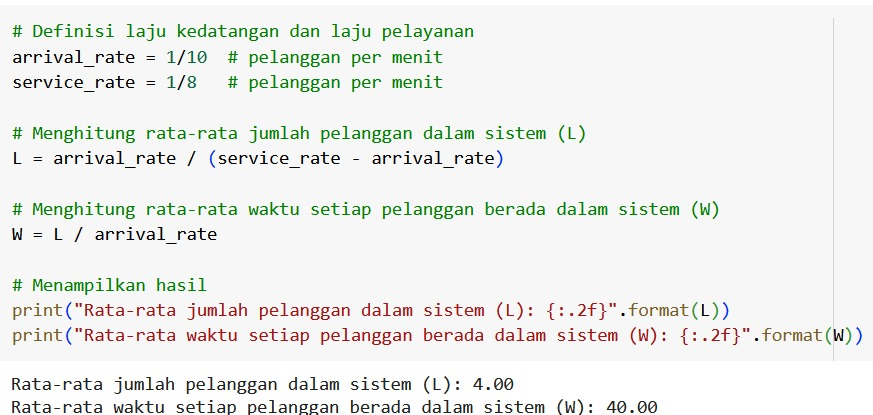 # Definisi laju kedatangan dan laju pelayanan
arrival_rate = 1/10  # pelanggan per menit
service_rate = 1/8   # pelanggan per menit
# Menghitung rata-rata jumlah pelanggan dalam sistem (L)
L = arrival_rate / (service_rate - arrival_rate)
# Menghitung rata-rata waktu setiap pelanggan berada dalam sistem (W)
W = L / arrival_rate
# Menampilkan hasil
print("Rata-rata jumlah pelanggan dalam sistem (L): {:.2f}".format(L))
print("Rata-rata waktu setiap pelanggan berada dalam sistem (W): {:.2f}".format(W))
Rata-rata jumlah pelanggan dalam sistem (L): 4.00
Rata-rata waktu setiap pelanggan berada dalam sistem (W): 40.00